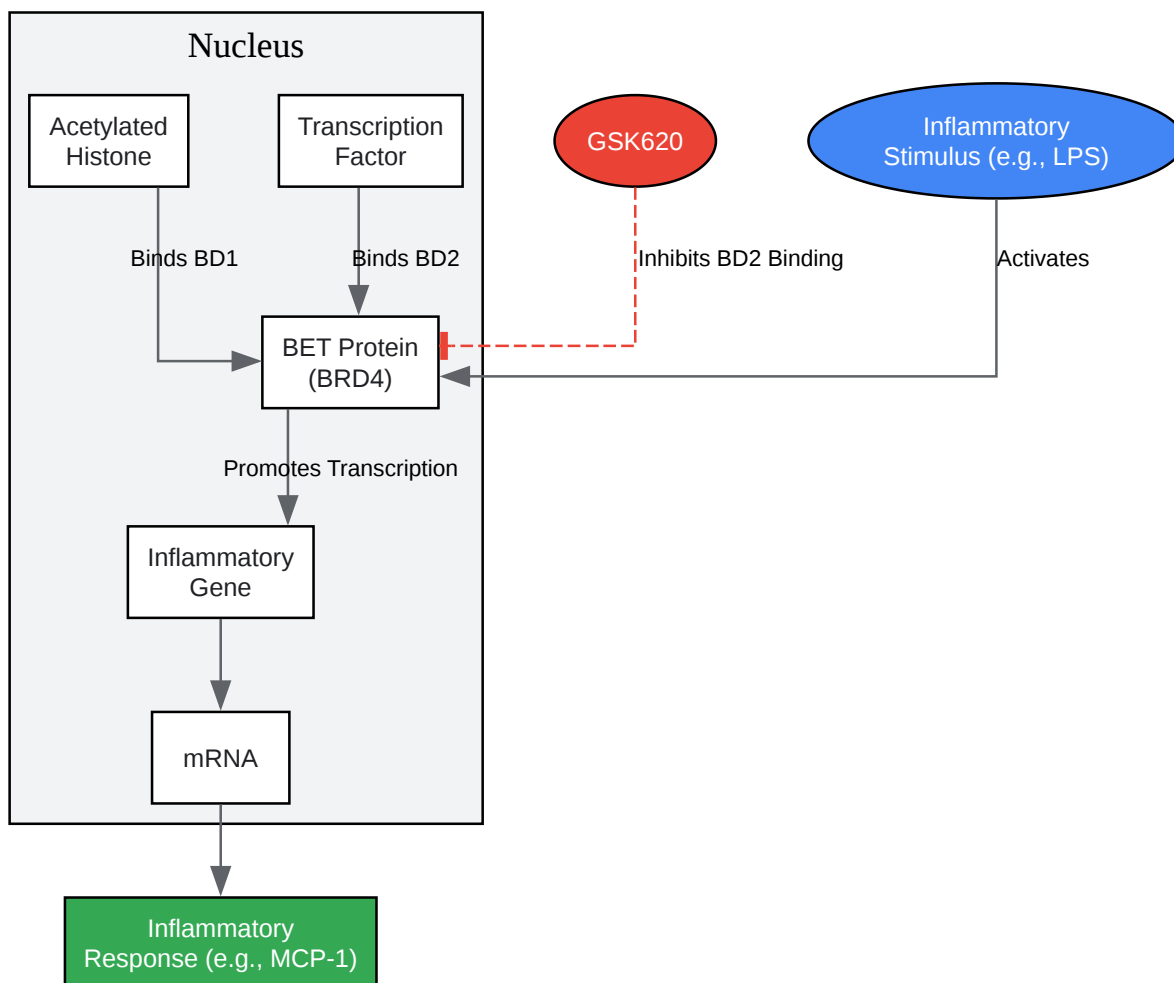 Nucleus
Acetylated
Histone
Transcription
Factor
GSK620
Inflammatory
Stimulus (e.g., LPS)
Binds BD1
Binds BD2
Inhibits BD2 Binding
Activates
BET Protein
(BRD4)
Promotes Transcription
Inflammatory
Gene
mRNA
Inflammatory
Response (e.g., MCP-1)